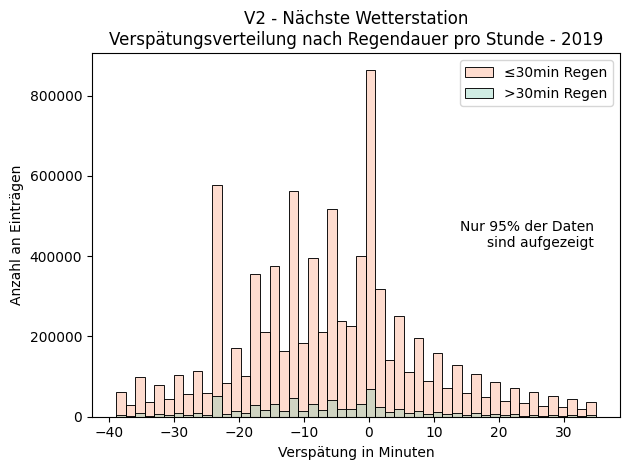 V2 - Nächste Wetterstation
Verspätungsverteilung nach Regendauer pro Stunde - 2019
≤30min Regen
>30min Regen
800000
600000
400000
200000
0
Anzahl an Einträgen
Nur 95% der Daten
sind aufgezeigt
−40 −30 −20 −10 0 10 20 30
Verspätung in Minuten